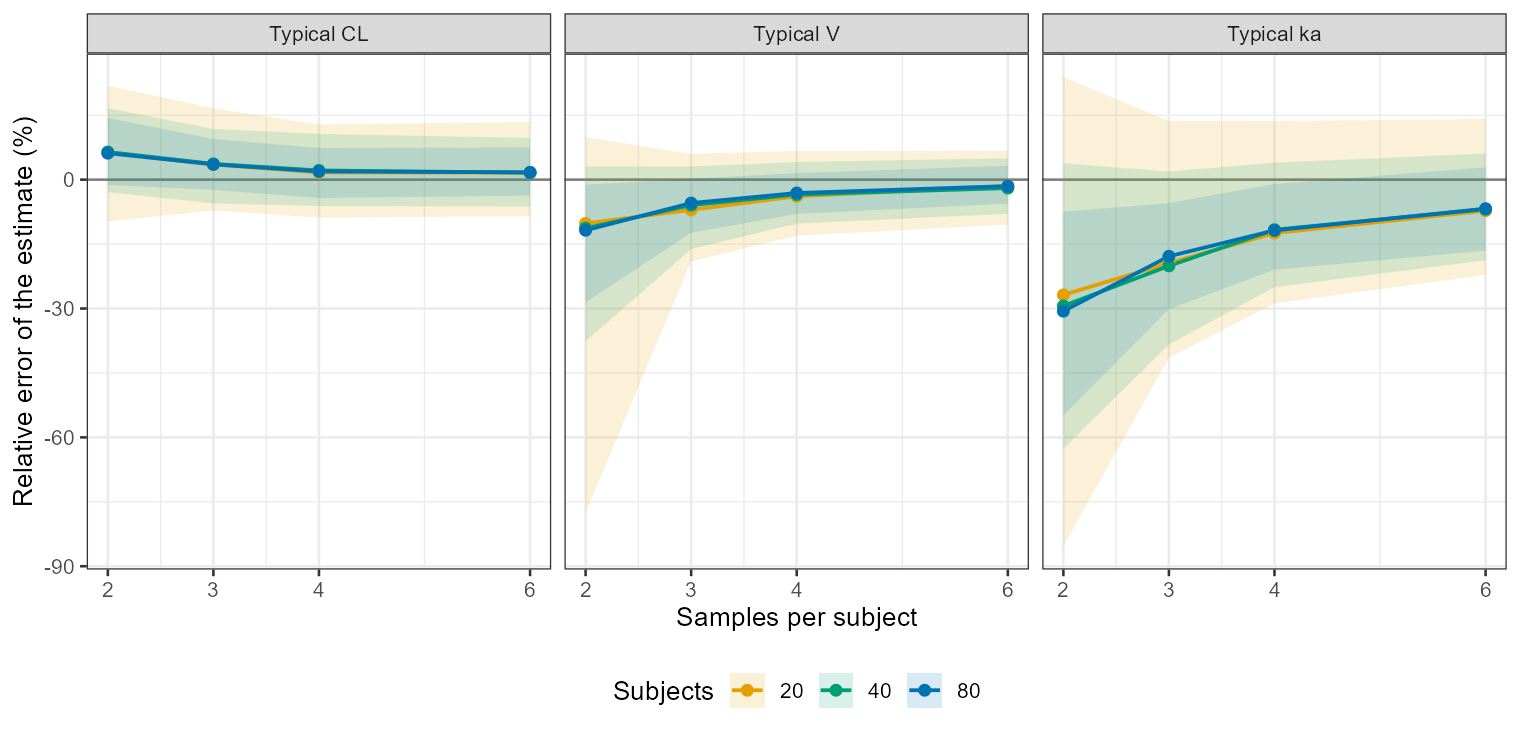 Typical CL Typical V Typical ka
Relative error of the estimate (%)
0
-30
-60
-90
2 3 4 6 2 3 4 6 2 3 4 6
Samples per subject
Subjects 20 40 80